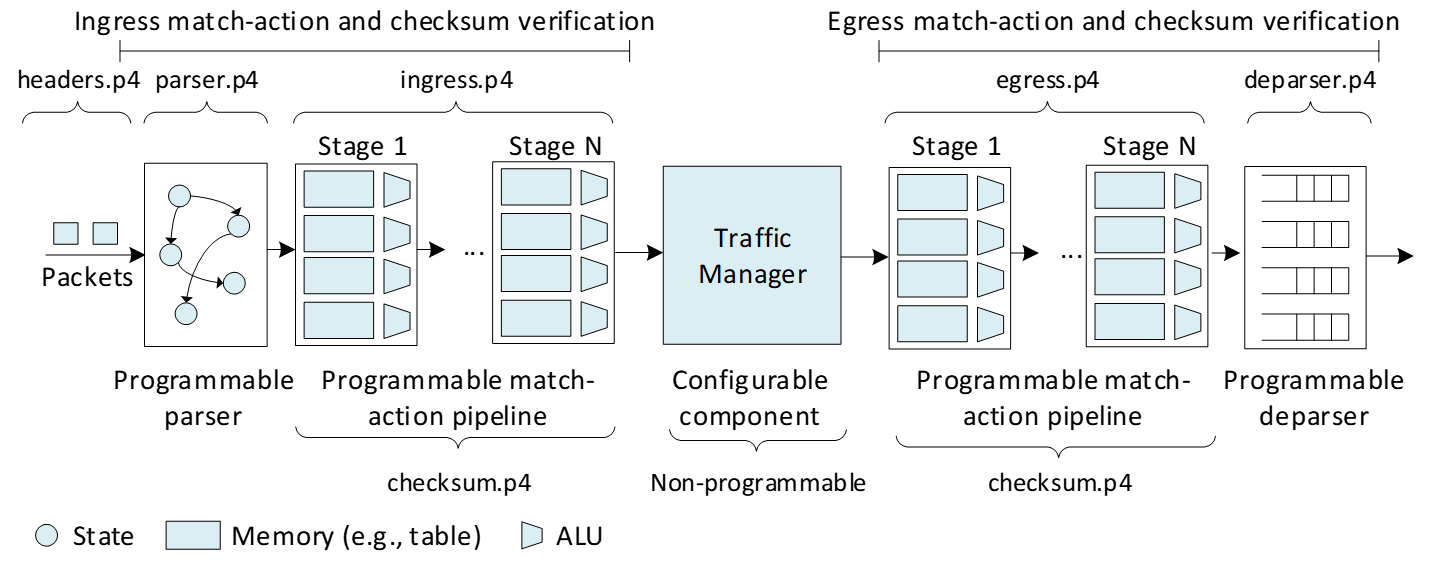 Ingress match-action and checksum verification
Egress match-action and checksum verification
headers.p4
parser.p4
ingress.p4
egress.p4
deparser.p4
Stage 1
Stage N
Stage 1
Stage N
Packets
...
Traffic
Manager
...
Programmable
parser
Programmable match-
action pipeline
Configurable
component
Programmable match-
action pipeline
Programmable
deparser
checksum.p4
Non-programmable
checksum.p4
State
Memory (e.g., table)
ALU